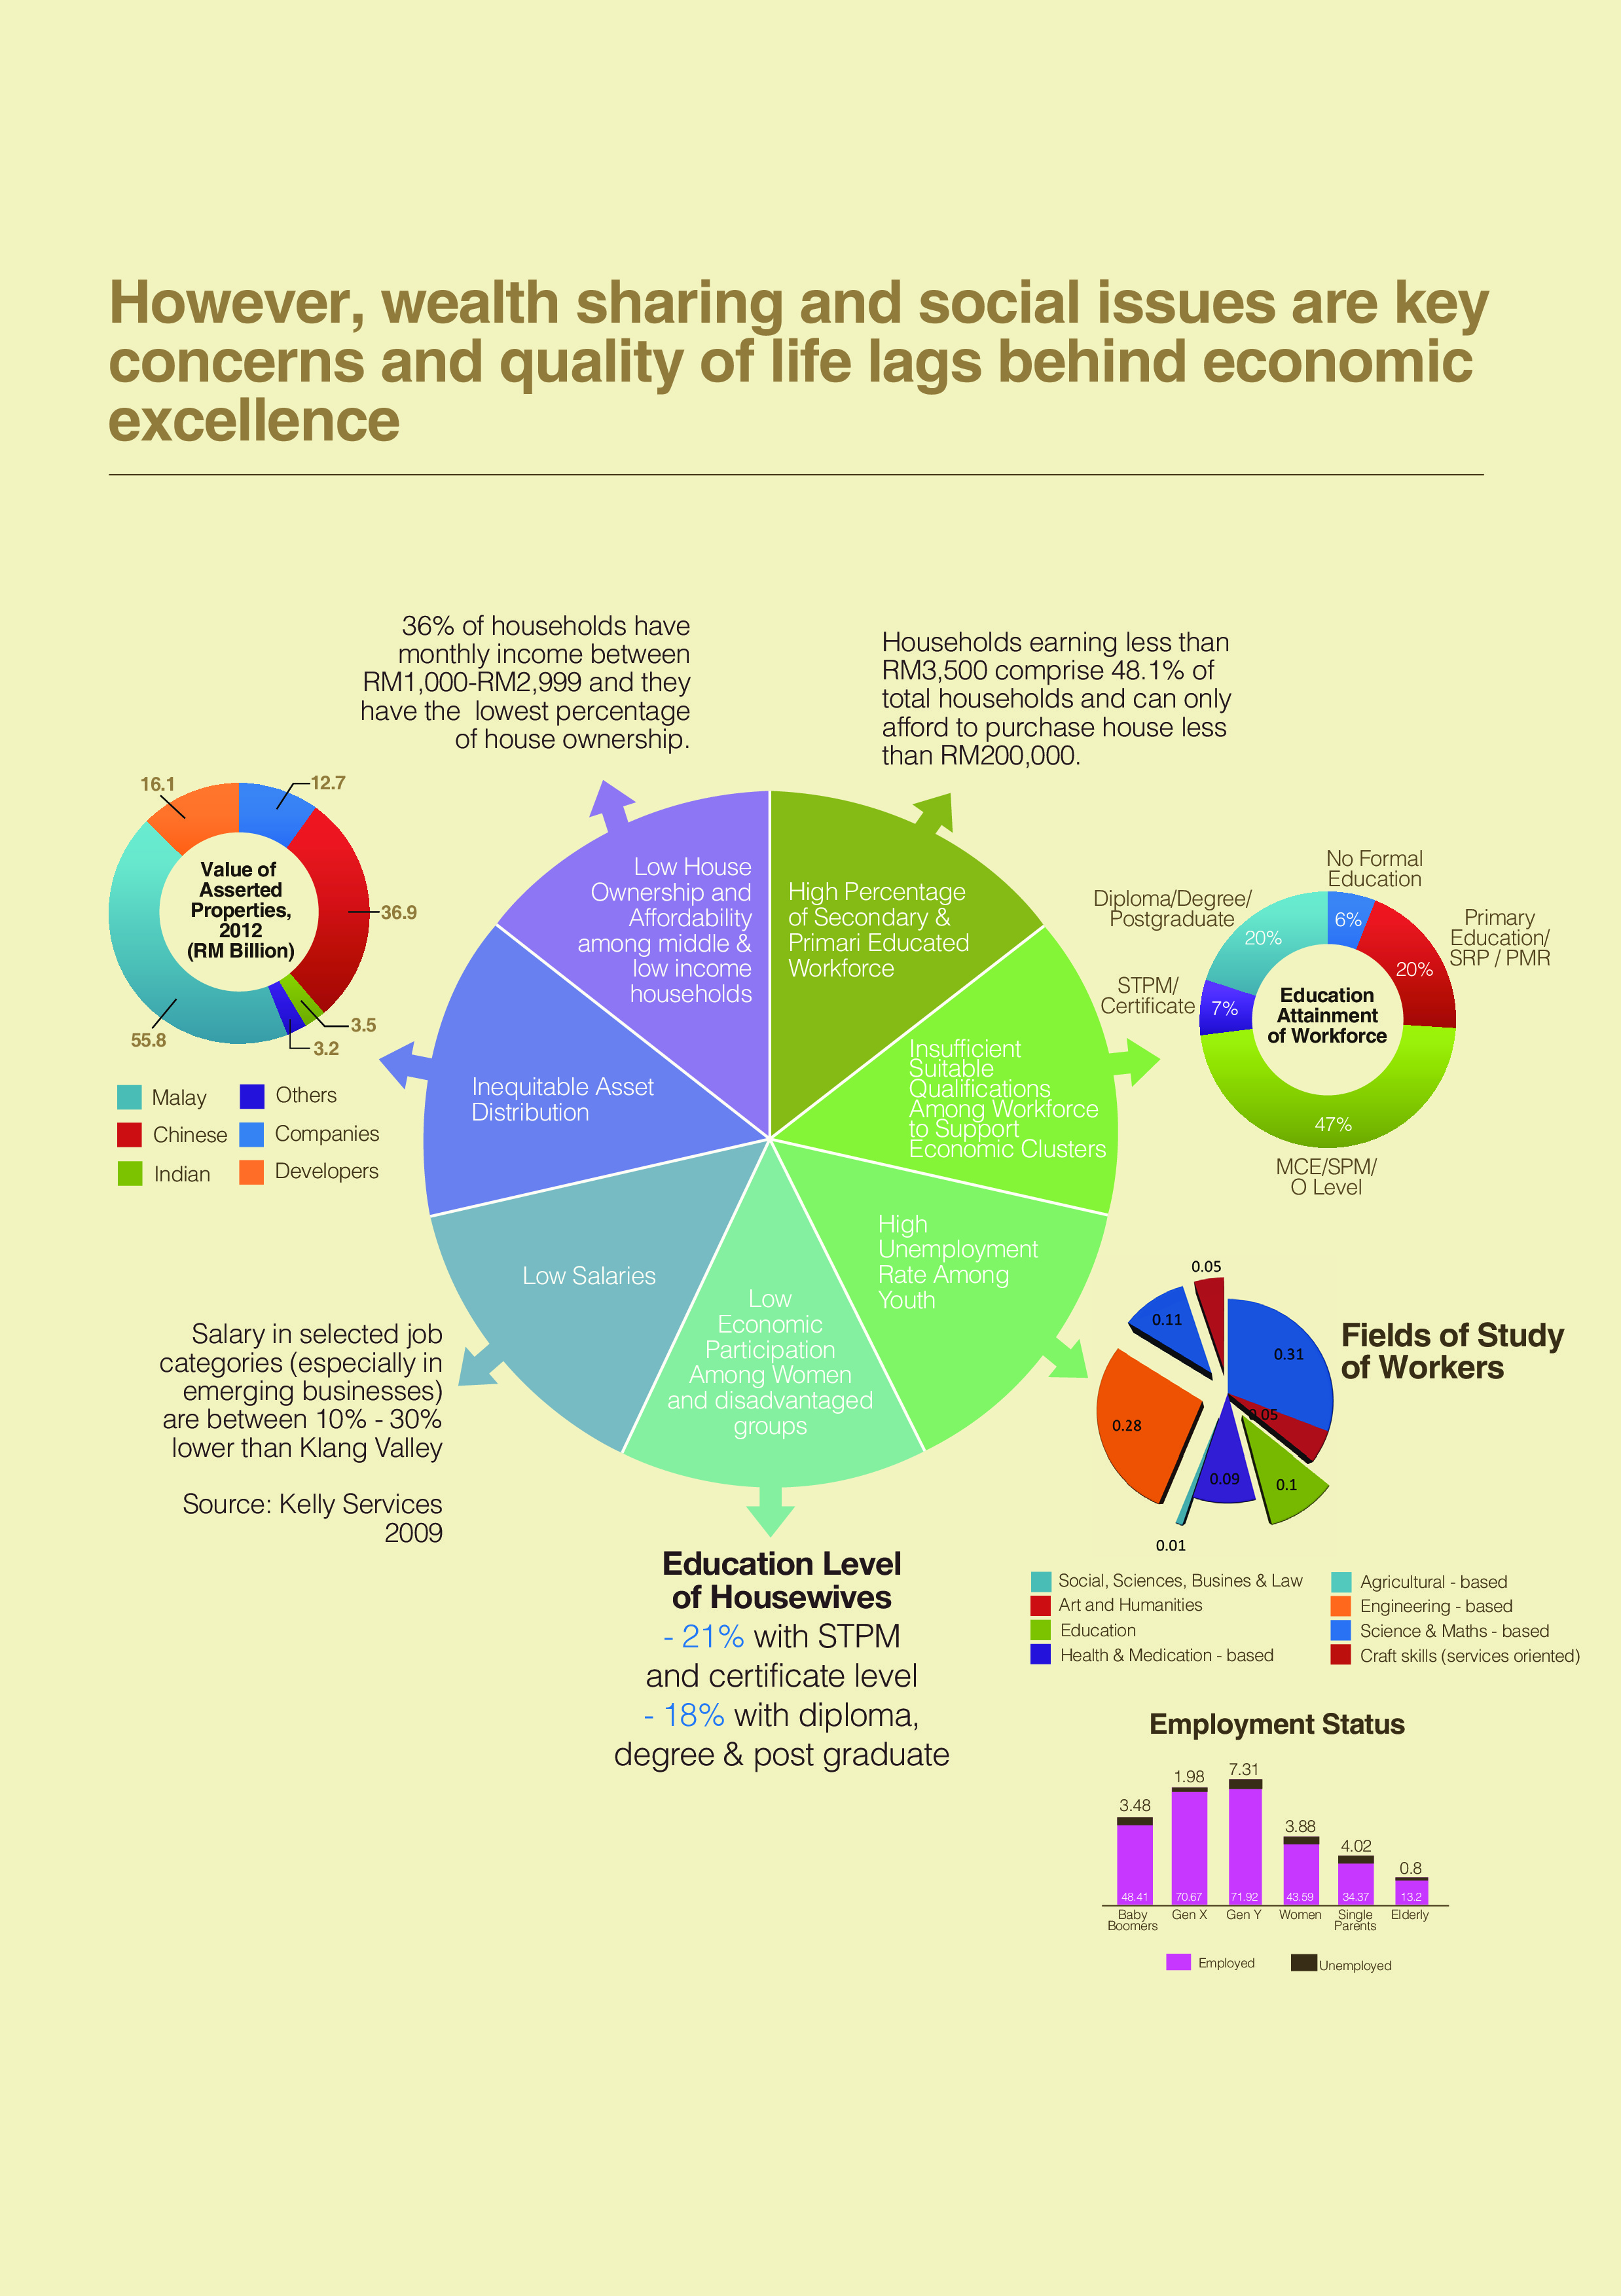 However, wealth sharing and social issues are key
concerns and quality of life lags behind economic
excellence
36% of households have
monthly income between
RM1,000-RM2,999 and they
have the lowest percentage
of house ownership.
Households earning less than
RM3,500 comprise 48.1% of
total households and can only
afford to purchase house less
than RM200,000.
16.1
12.7
36.9
3.5
3.2
55.8
Value of
Asserted
Properties,
2012
(RM Billion)
Malay
Others
Chinese
Companies
Indian
Developers
Low House
Ownership and
Affordability
among middle &
low income
households
High Percentage
of Secondary &
Primari Educated
Workforce
Insufficient
Suitable
Qualifications
Among Workforce
to Support
Economic Clusters
High
Unemployment
Rate Among
Youth
Low
Economic
Participation
Among Women
and disadvantaged
groups
Low Salaries
Inequitable Asset
Distribution
No Formal
Education
Diploma/Degree/
Postgraduate
Primary
Education/
SRP / PMR
STPM/
Certificate
MCE/SPM/
O Level
6%
20%
47%
7%
20%
Education
Attainment
of Workforce
Salary in selected job
categories (especially in
emerging businesses)
are between 10% - 30%
lower than Klang Valley
Source: Kelly Services
2009
Education Level
of Housewives
- 21% with STPM
and certificate level
- 18% with diploma,
degree & post graduate
Fields of Study
of Workers
0.05
0.11
0.31
0.05
0.28
0.1
0.09
0.01
Social, Sciences, Busines & Law
Agricultural - based
Art and Humanities
Engineering - based
Education
Science & Maths - based
Health & Medication - based
Craft skills (services oriented)
Employment Status
3.48
1.98
7.31
3.88
4.02
0.8
48.41
70.67
71.92
43.59
34.37
13.2
Baby
Boomers
Gen X
Gen Y
Women
Single
Parents
Elderly
Employed
Unemployed